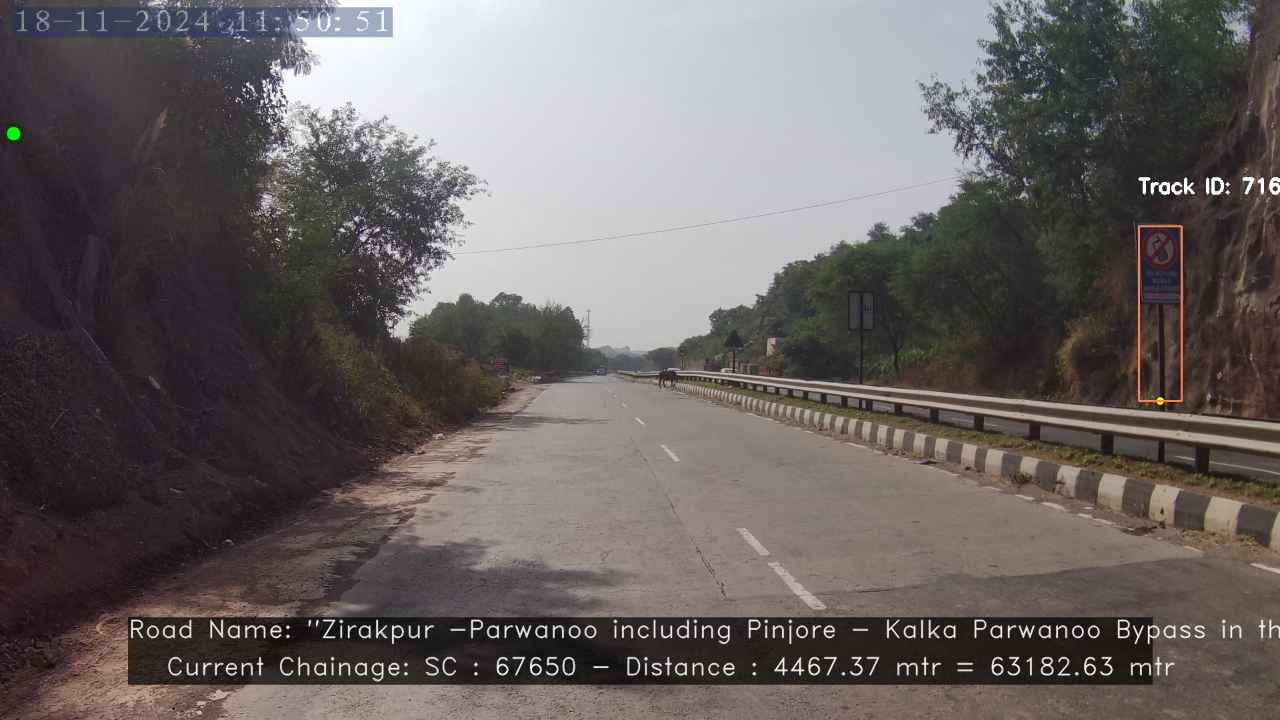 18-11-2024 11:50:51
Track ID: 716
Road Name: "Zirakpur -Parwanoo including Pinjore - Kalka Parwanoo Bypass in th
Current Chainage: SC : 67650 - Distance : 4467.37 mtr = 63182.63 mtr